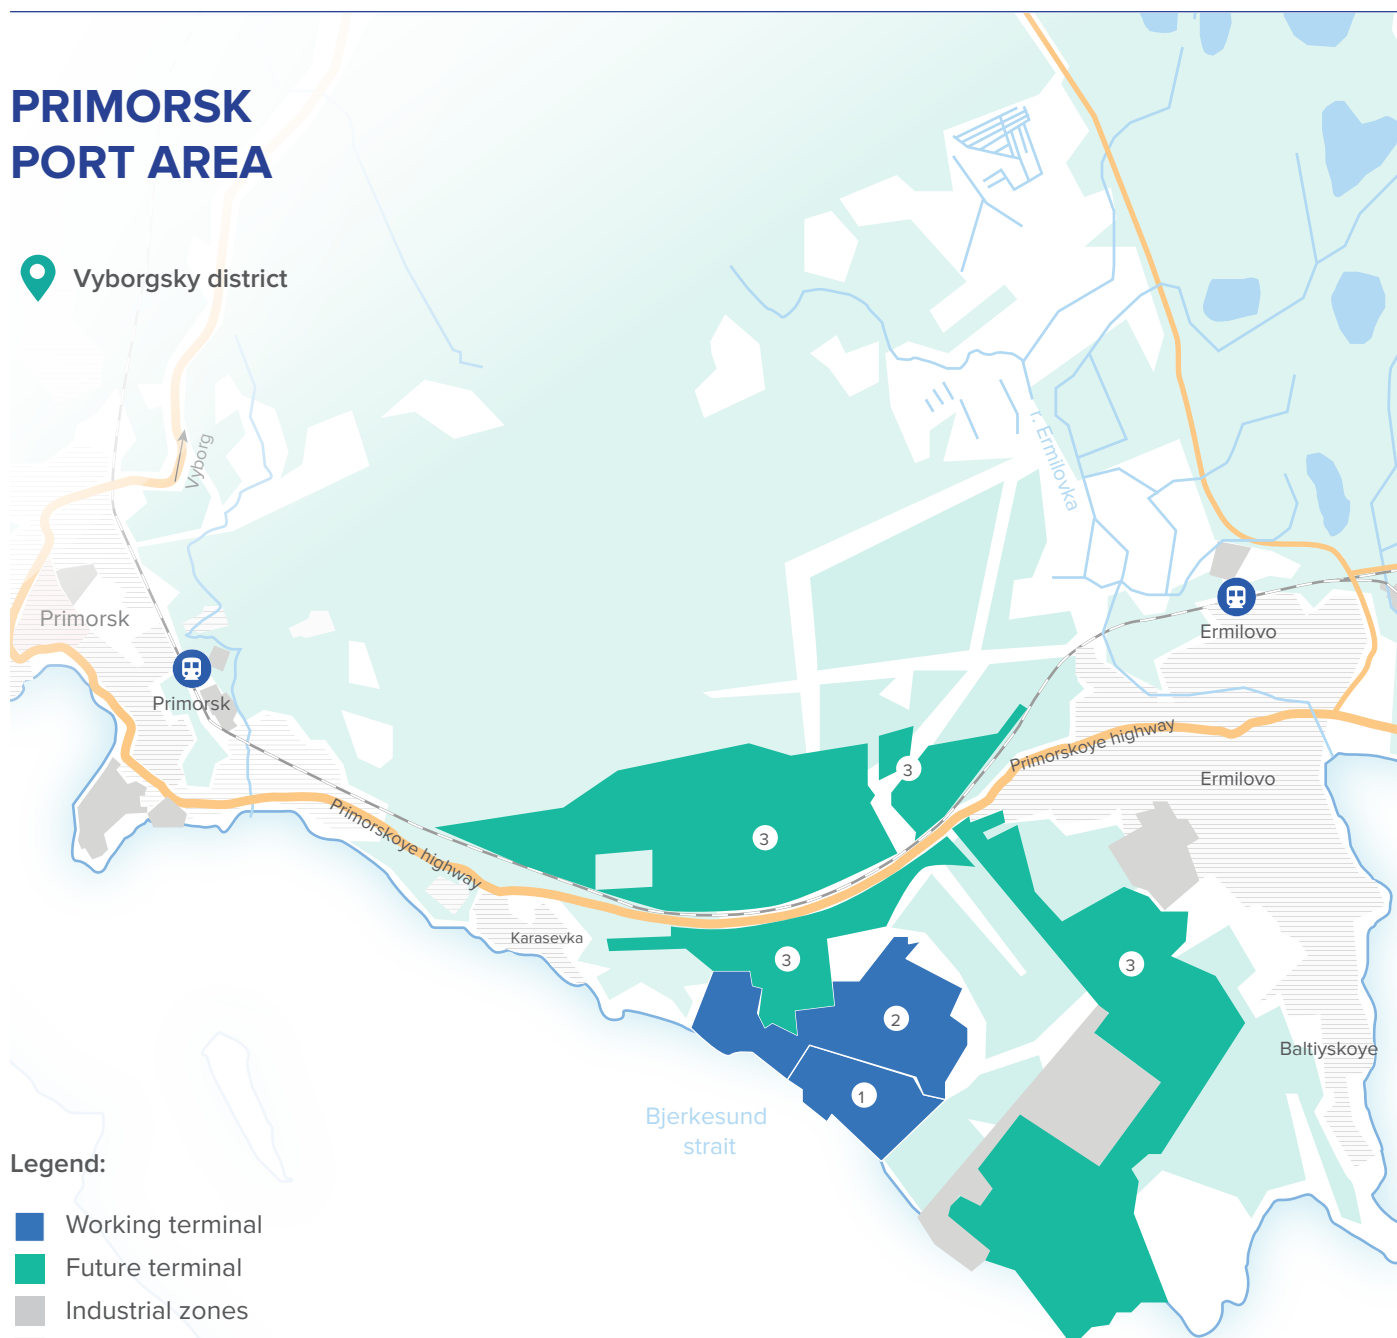 PRIMORSK
PORT AREA
Vyborgsky district
Vyborg
r. Ermilovka
Primorsk
Ermilovo
Primorsk
Primorskoye highway
Ermilovo
3
3
Primorskoye highway
Karasevka
3
3
2
Baltiyskoye
1
Bjerkesund
strait
Legend:
Working terminal
Future terminal
Industrial zones